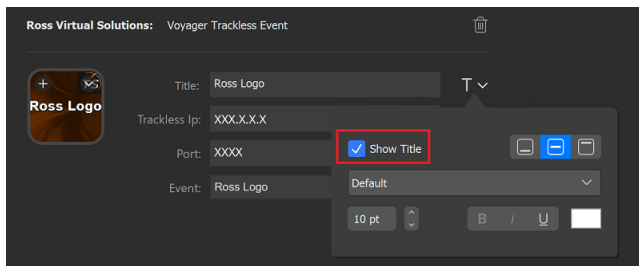 Ross Virtual Solutions: Voyager Trackless Event
Ross Logo
Title: Ross Logo
T
Trackless Ip: XXX.X.X.X
Port: XXXX
Event: Ross Logo
Show Title
Default
10 pt
B i U